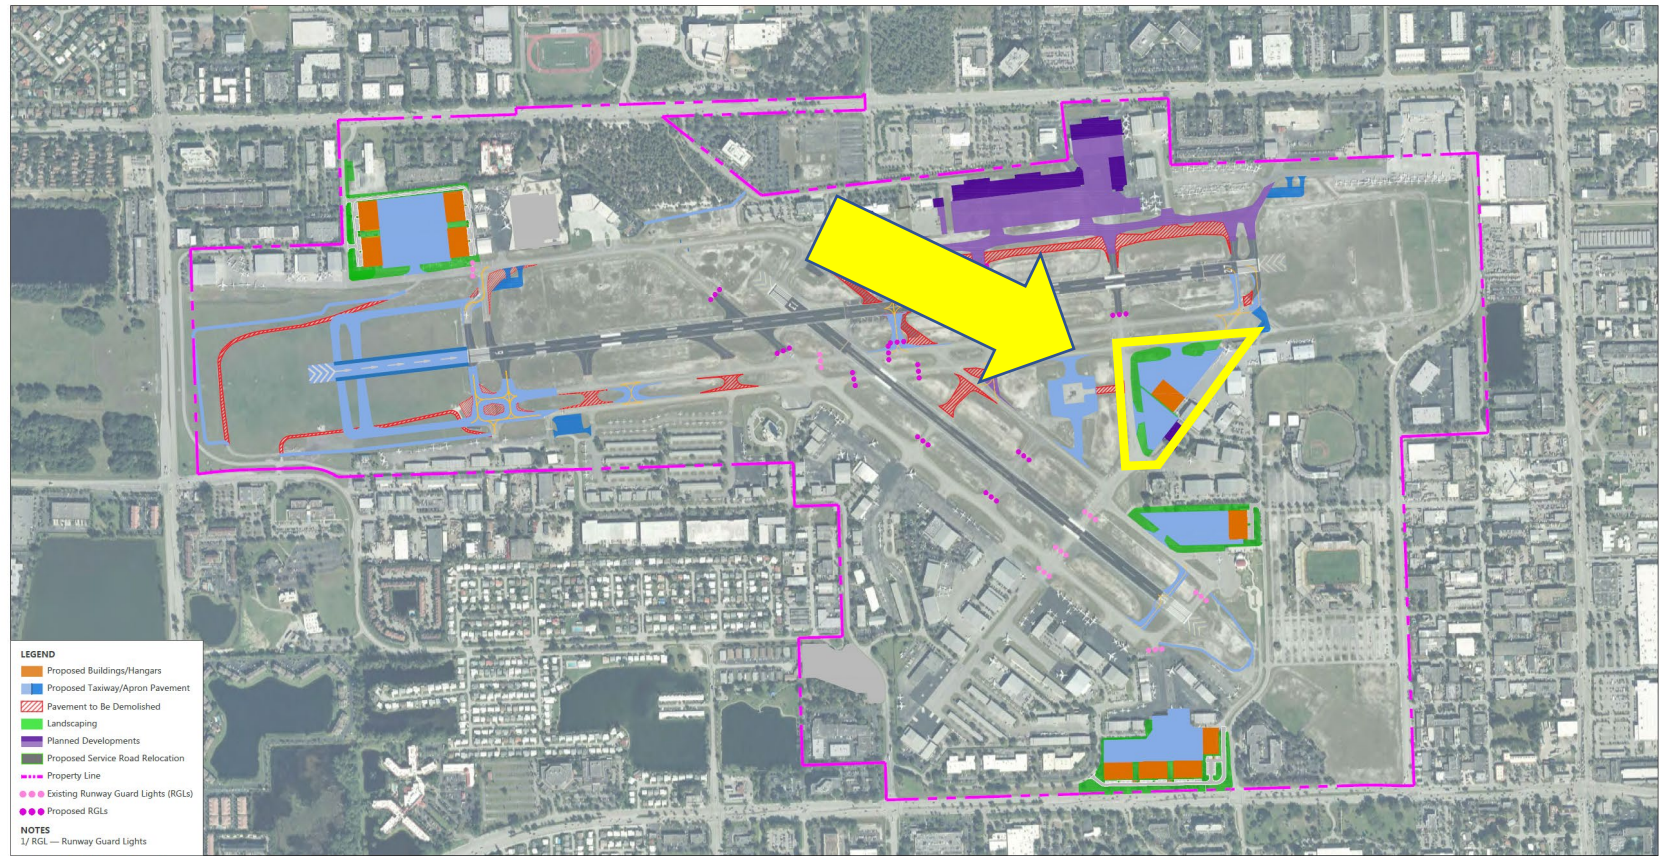 LEGEND
Proposed Buildings/Hangars
Proposed Taxiway/Apron Pavement
Pavement to Be Demolished
Landscaping
Planned Developments
Proposed Service Road Relocation
Property Line
Existing Runway Guard Lights (RGLs)
Proposed RGLs
NOTES
1/ RGL — Runway Guard Lights